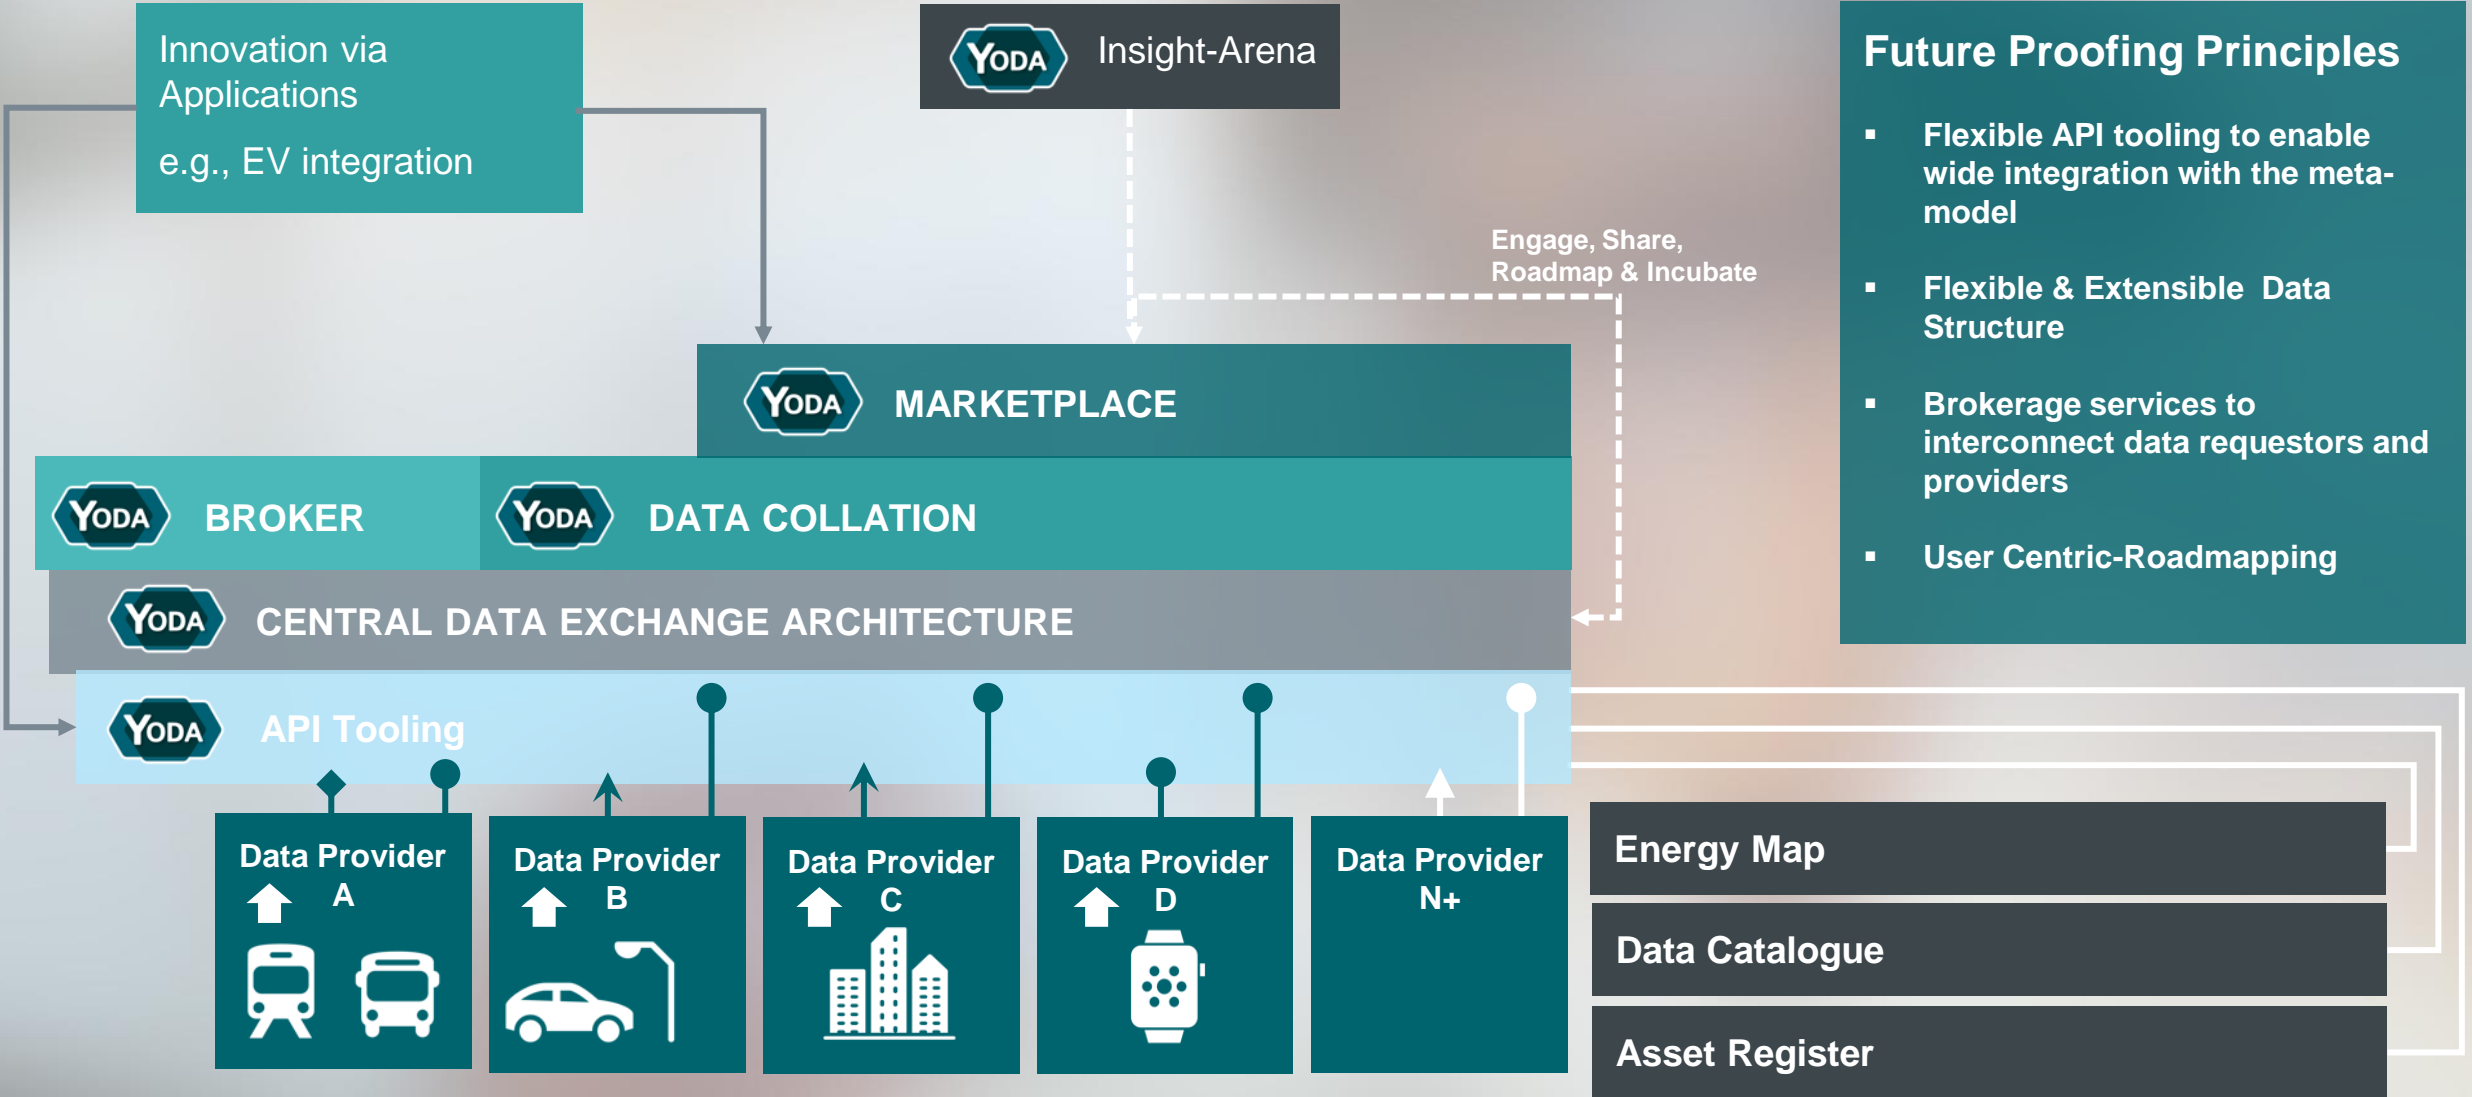 Innovation via
Applications
e.g., EV integration
YODA Insight-Arena
Engage, Share,
Roadmap & Incubate
YODA MARKETPLACE
YODA BROKER
YODA DATA COLLATION
YODA CENTRAL DATA EXCHANGE ARCHITECTURE
YODA API Tooling
Data Provider
A
Data Provider
B
Data Provider
C
Data Provider
D
Data Provider
N+
Energy Map
Data Catalogue
Asset Register
Future Proofing Principles
▪ Flexible API tooling to enable
wide integration with the meta-
model
▪ Flexible & Extensible Data
Structure
▪ Brokerage services to
interconnect data requestors and
providers
▪ User Centric-Roadmapping